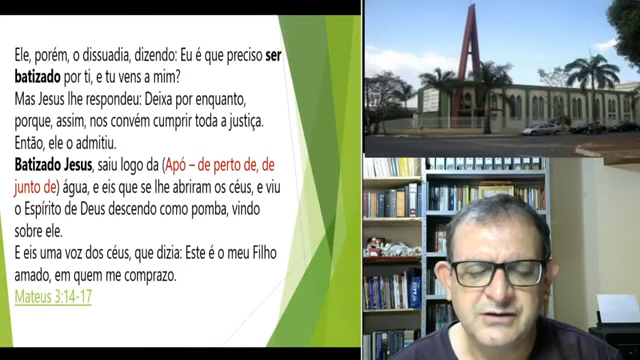 Ele, porém, o dissuadia, dizendo: Eu é que preciso ser
batizado por ti, e tu vens a mim?
Mas Jesus lhe respondeu: Deixa por enquanto,
porque, assim, nos convém cumprir toda a justiça.
Então, ele o admitiu.
Batizado Jesus, saiu logo da (Apó – de perto de, de
junto de) água, e eis que se lhe abriram os céus, e viu
o Espírito de Deus descendo como pomba, vindo
sobre ele.
E eis uma voz dos céus, que dizia: Este é o meu Filho
amado, em quem me comprazo.
Mateus 3:14-17